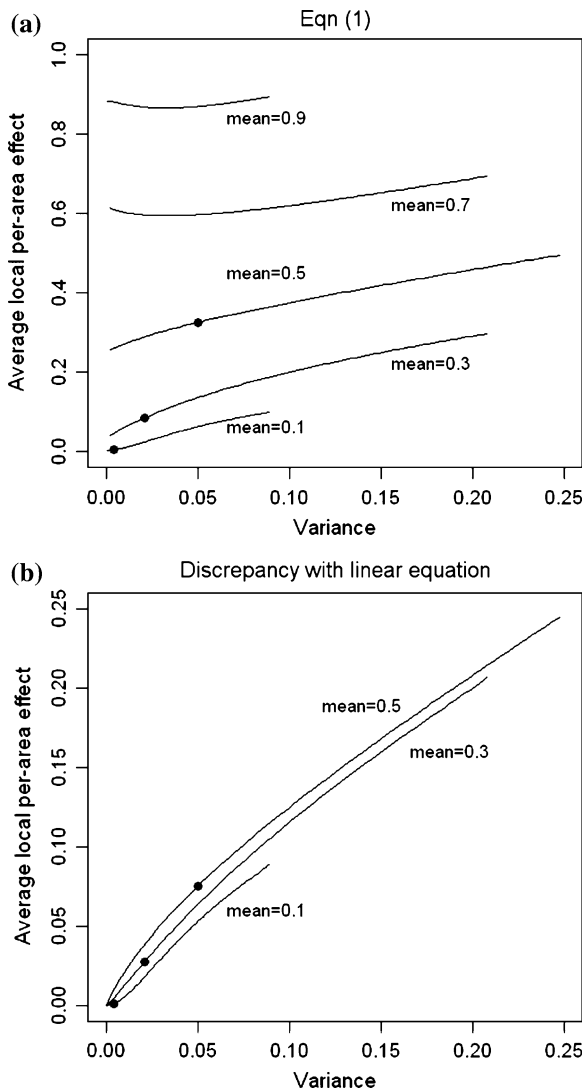 (a)
Eqn (1)
Average local per-area effect
1.0
0.8
0.6
0.4
0.2
0.0
mean=0.9
mean=0.7
mean=0.5
mean=0.3
mean=0.1
0.00 0.05 0.10 0.15 0.20 0.25
Variance
(b)
Discrepancy with linear equation
Average local per-area effect
0.25
0.20
0.15
0.10
0.05
0.00
mean=0.5
mean=0.3
mean=0.1
0.00 0.05 0.10 0.15 0.20 0.25
Variance